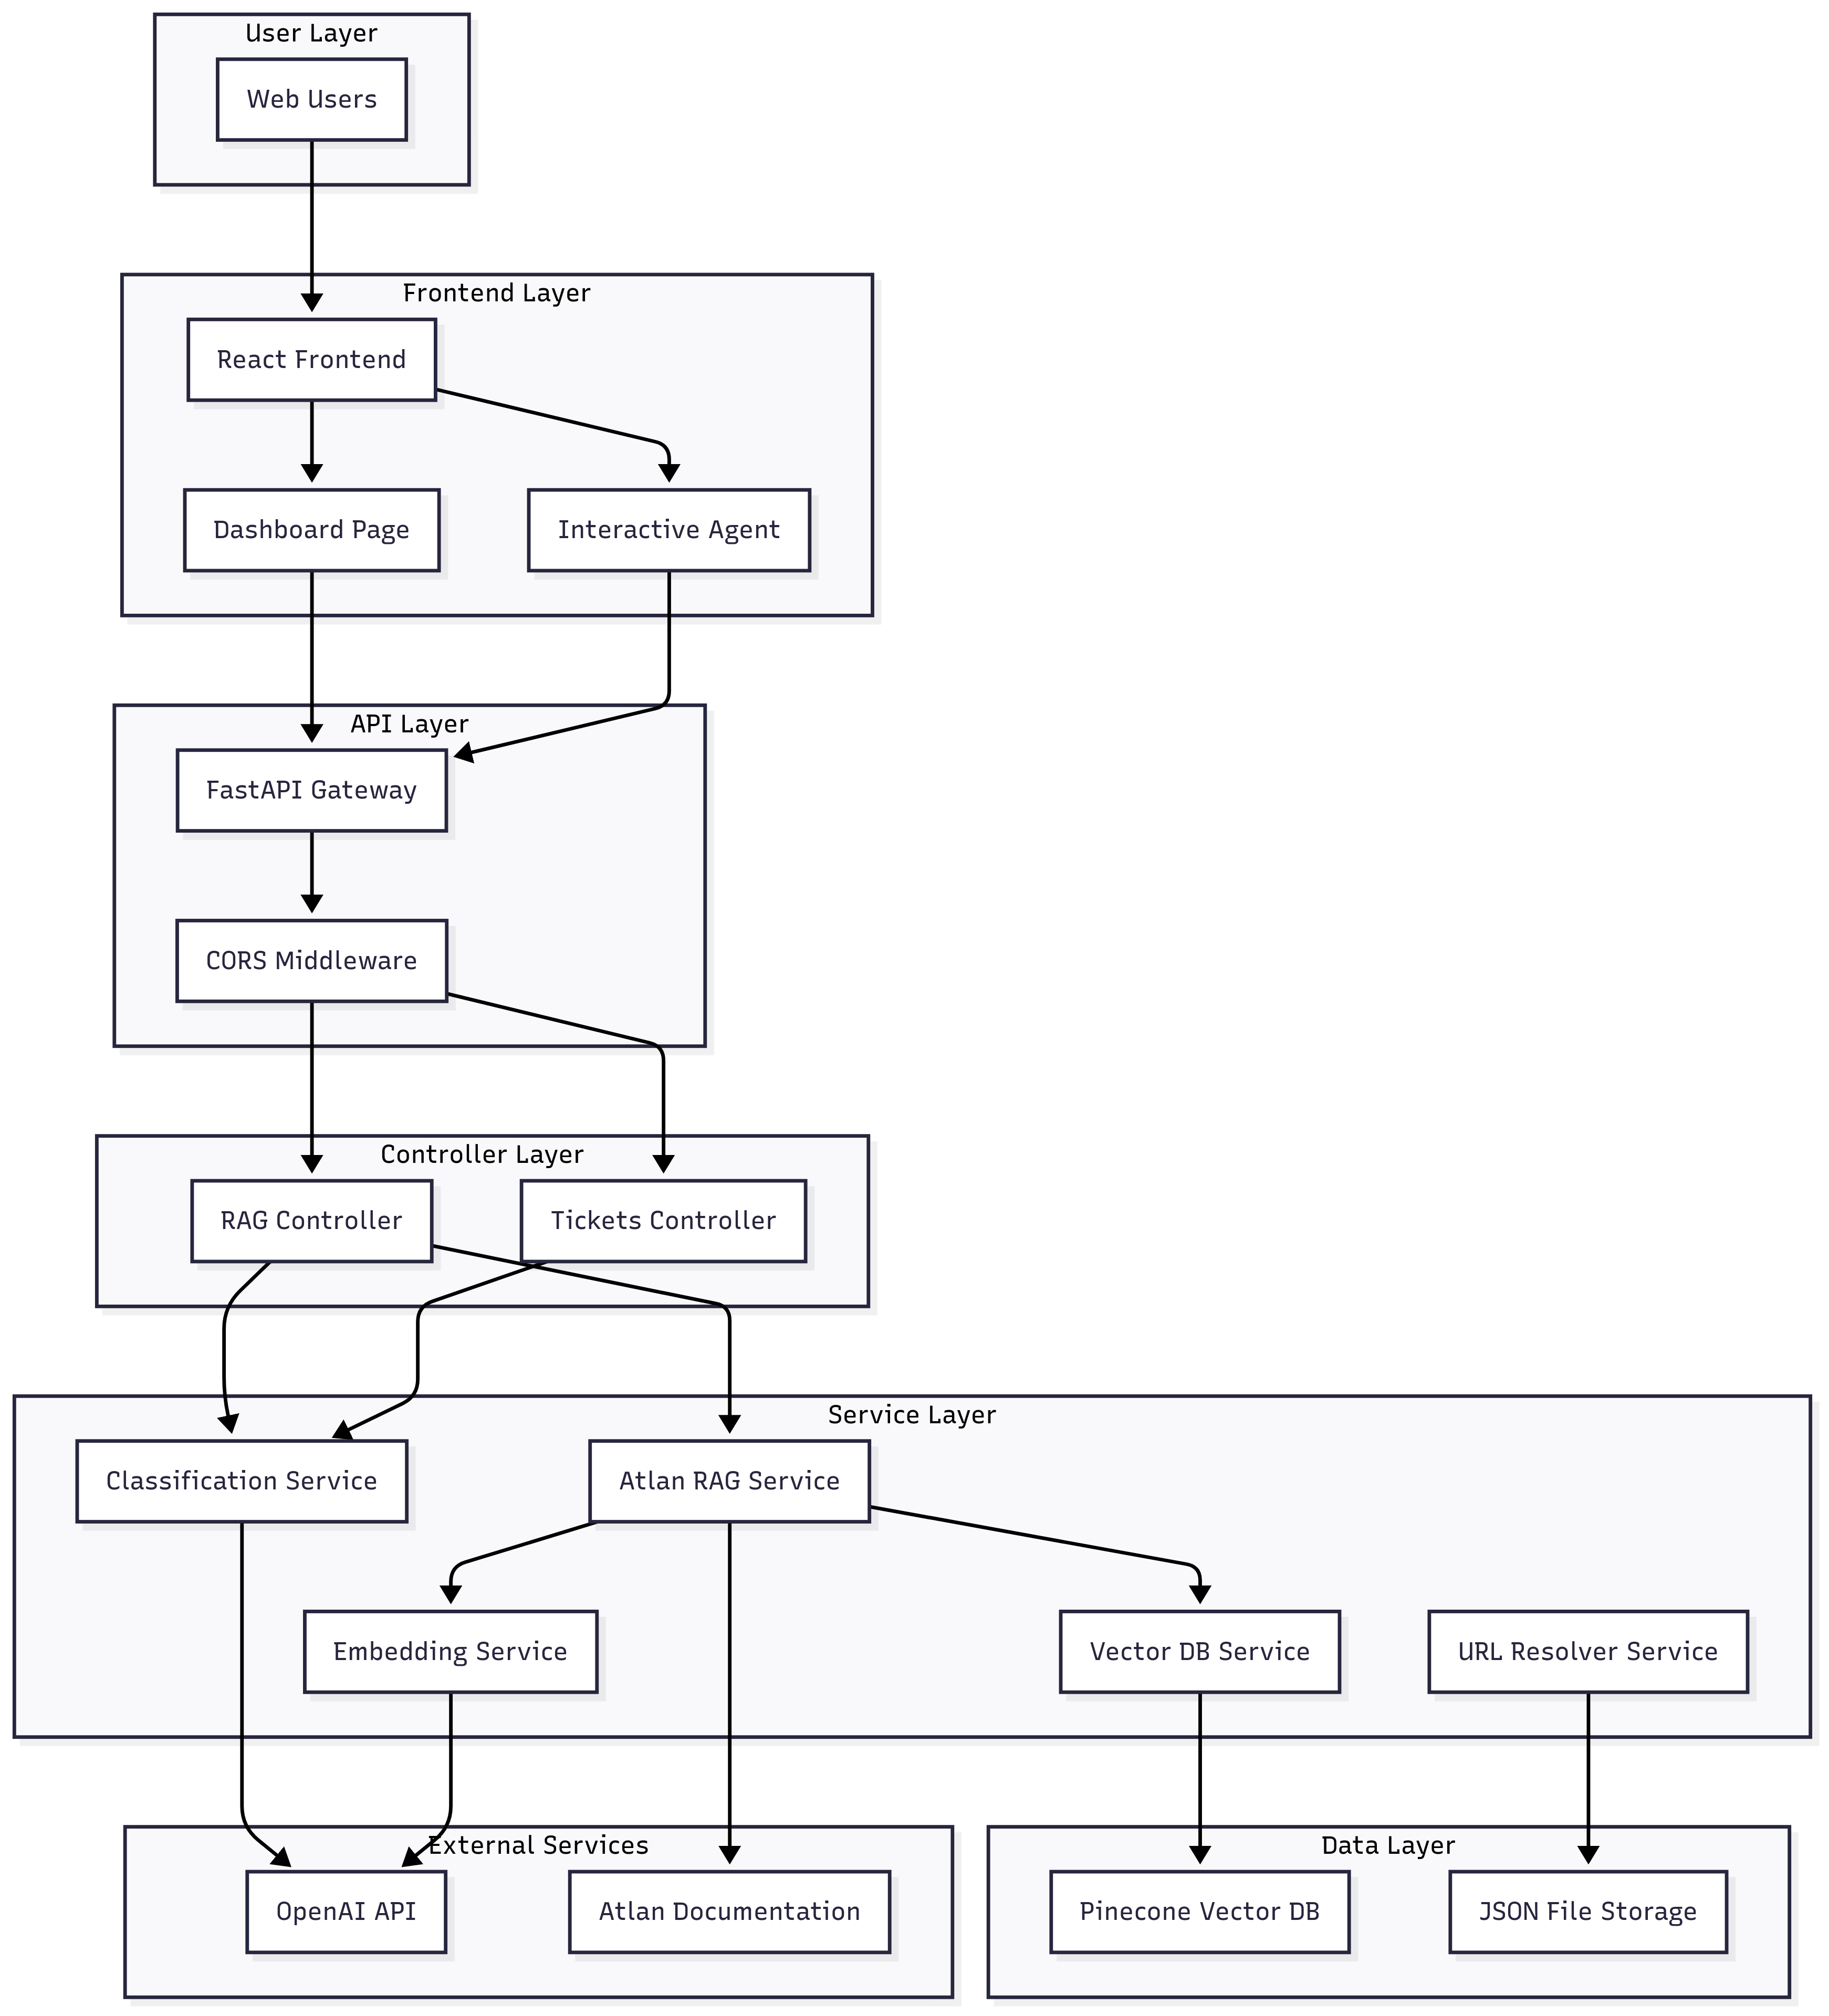 User Layer
Web Users
Frontend Layer
React Frontend
Dashboard Page
Interactive Agent
API Layer
FastAPI Gateway
CORS Middleware
Controller Layer
RAG Controller
Tickets Controller
Service Layer
Classification Service
Atlan RAG Service
Embedding Service
Vector DB Service
URL Resolver Service
External Services
Data Layer
OpenAI API
Atlan Documentation
Pinecone Vector DB
JSON File Storage